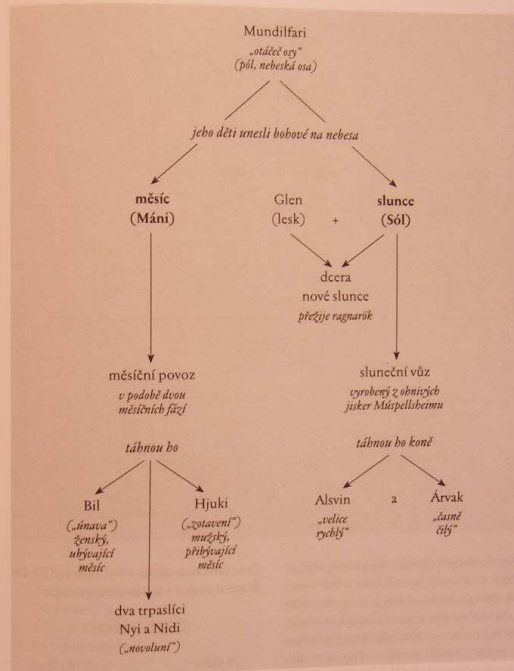 Mundilfari
„otáčeč osy“
(pól, nebeská osa)
jeho děti unesli bohové na nebesa
měsíc
(Máni)
Glen
(lesk)
+
slunce
(Sól)
dcera
nové slunce
přežije ragnarök
měsíční povoz
v podobě dvou
měsíčních fází
sluneční vůz
vyrobený z ohnivých
jisker Múspellsheimu
táhnou ho
táhnou ho koně
Bil
(„únava“)
ženský,
ubývající
měsíc
Hjuki
(„zotavení“)
mužský,
přibývající
měsíc
Alsvin
„velice
rychlý“
a
Árvak
„časně
čilý“
dva trpaslíci
Nyi a Nidi
(„novoluní“)